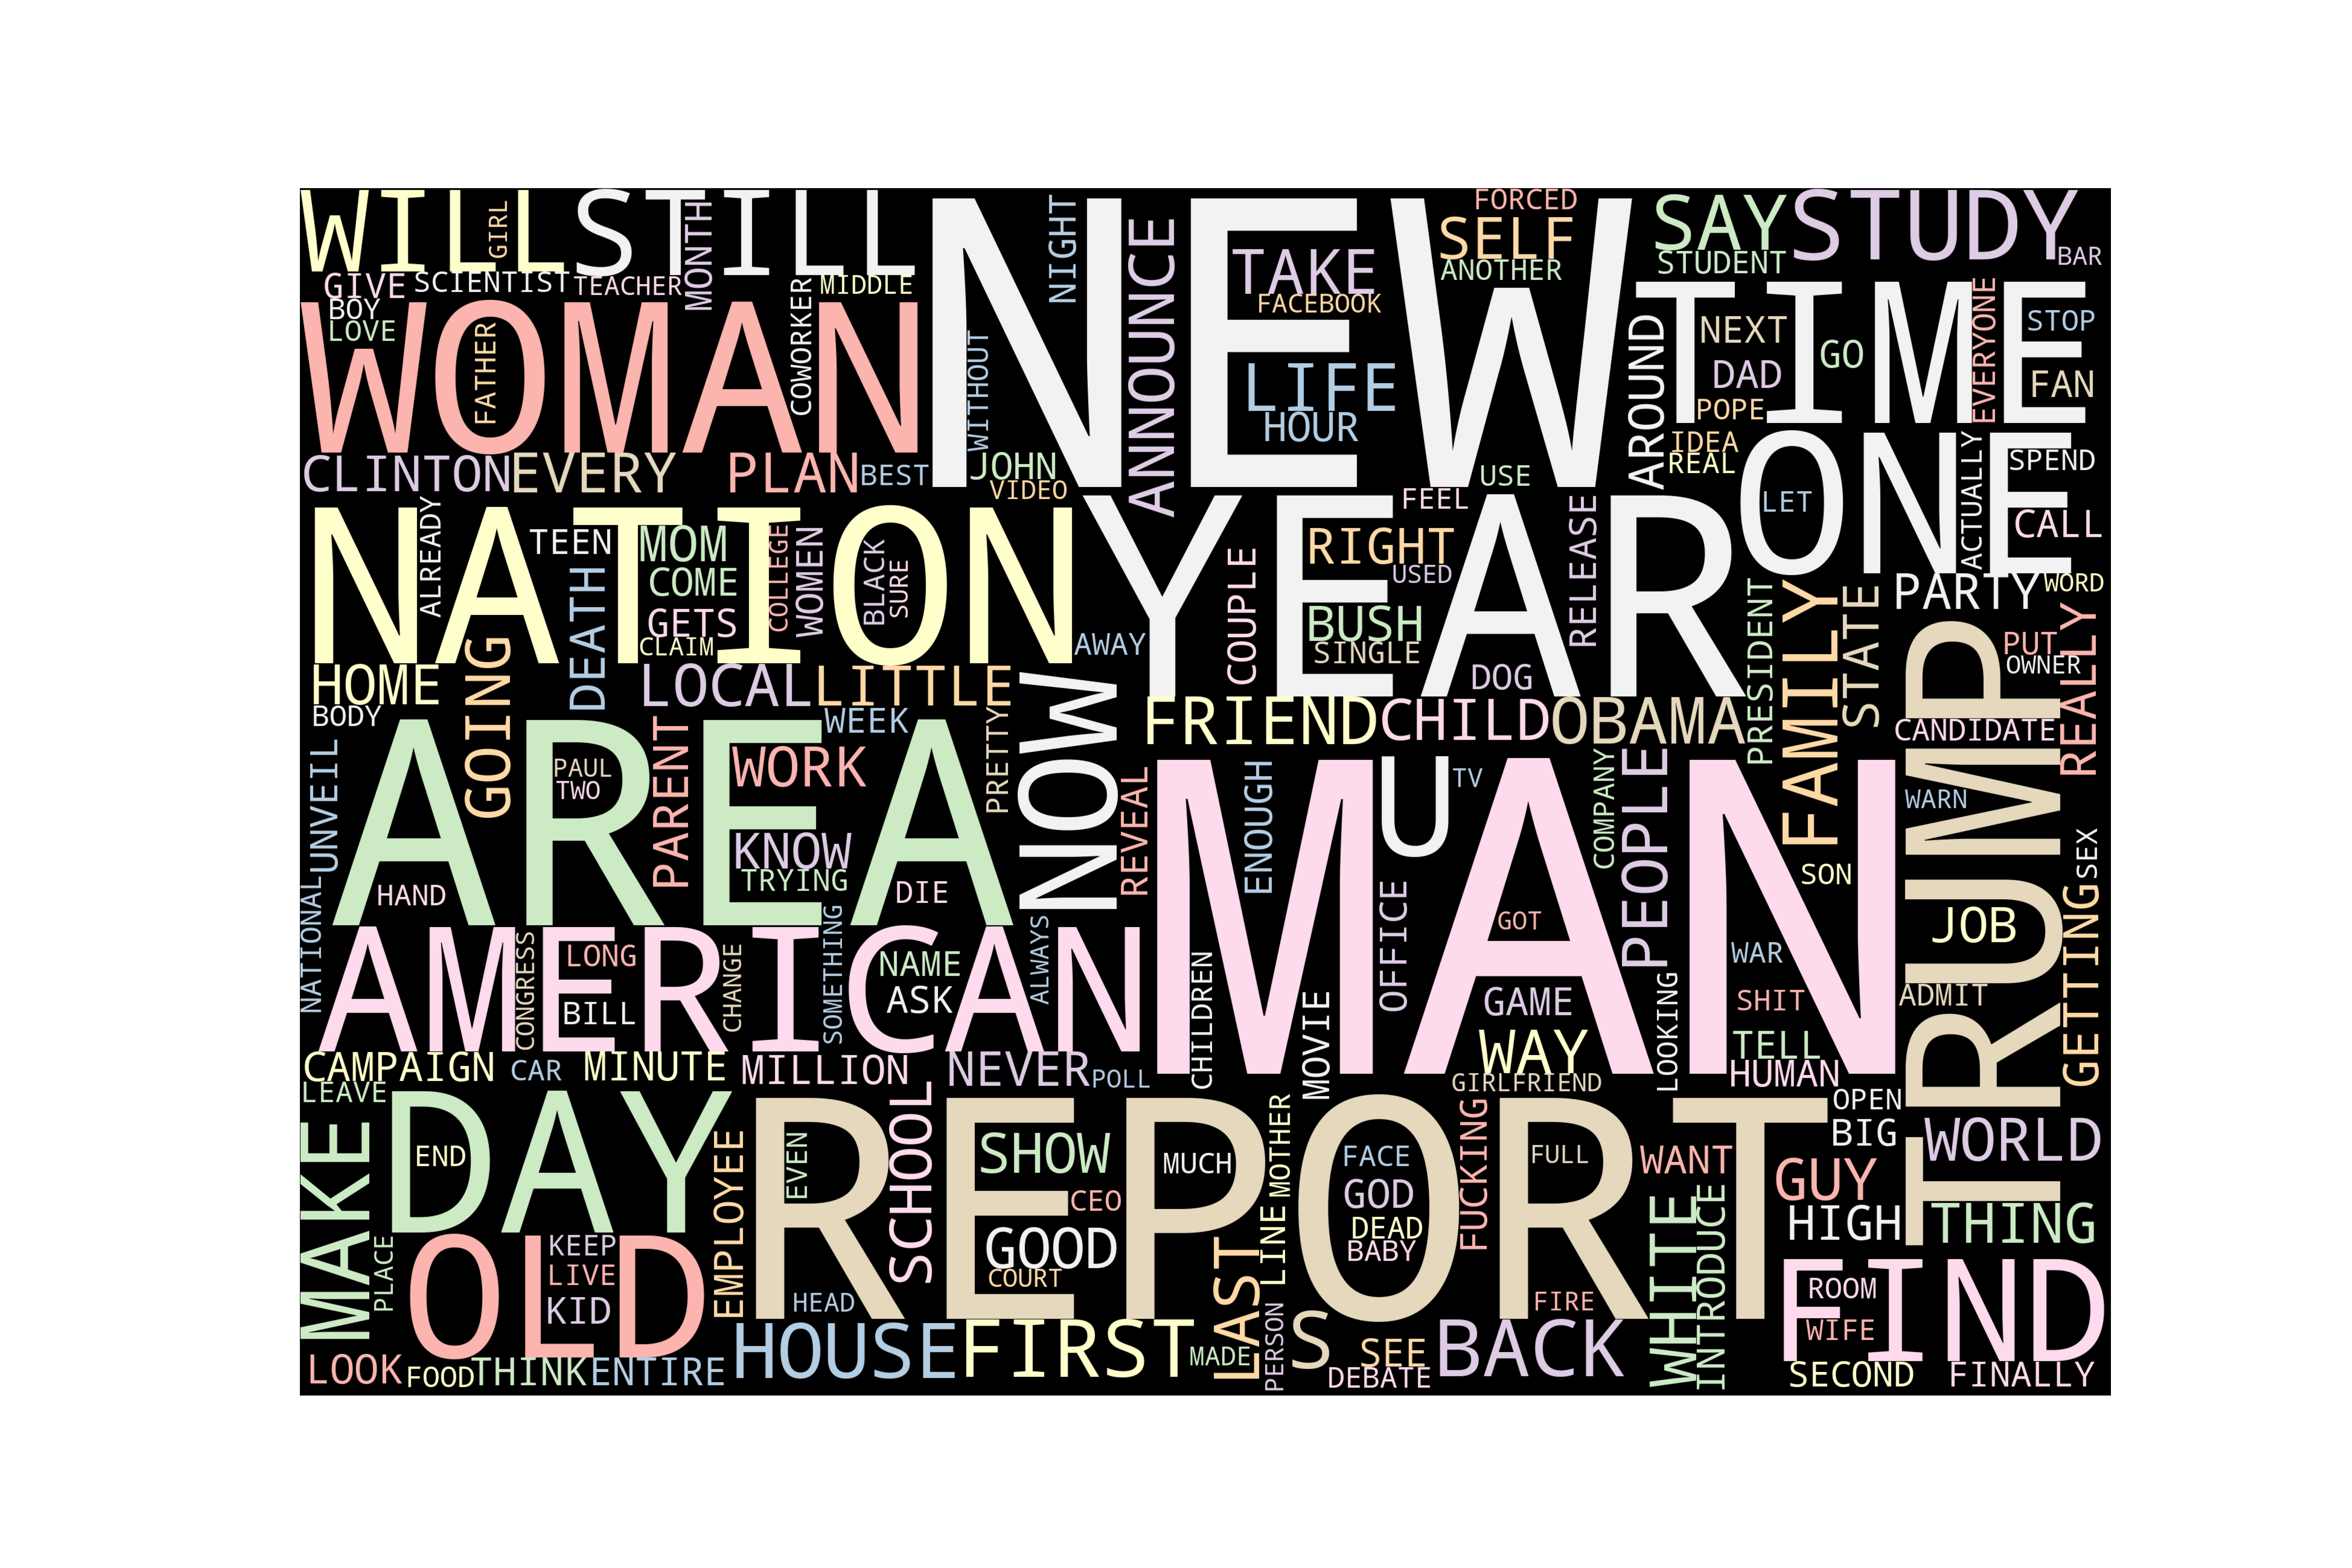 WILL
STILL
NEW
GIRL
MONTH
NIGHT
ANNOUNCE
TAKE
FACEBOOK
FORCED
SELF
ANOTHER
SAY
STUDY
STUDENT
BAR
GIVE
SCIENTIST
TEACHER
MIDDLE
BOY
LOVE
WOMAN
FATHER
COWORKER
WITHOUT
LIFE
HOUR
AROUND
TIME
NEXT
DAD
POPE
GO
EVERYONE
STOP
FAN
IDEA
REAL
CLINTON
EVERY
PLAN
BEST
JOHN
VIDEO
USE
FEEL
ONE
LET
ACTUALLY
SPEND
CALL
NATION
ALREADY
TEEN
MOM
COME
GETS
CLAIM
COLLEGE
WOMEN
BLACK
SURE
DEATH
GOING
YEAR
AWAY
COUPLE
RIGHT
USED
BUSH
SINGLE
DOG
RELEASE
PRESIDENT
FAMILY
STATE
PARTY
WORD
PUT
OWNER
REALLY
HOME
BODY
LOCAL
LITTLE
WEEK
PRETTY
NOW
FRIEND
CHILD
OBAMA
CANDIDATE
TRUMP
UNVEIL
AREA
PAUL
TWO
PARENT
WORK
KNOW
TRYING
DIE
HAND
REVEAL
ENOUGH
MAN
U
TV
OFFICE
COMPANY
PEOPLE
GOT
SON
WARN
SEX
JOB
GETTING
NATIONAL
AMERICAN
CONGRESS
LONG
BILL
CHANGE
SOMETHING
NAME
ASK
ALWAYS
CHILDREN
MOVIE
GAME
WAY
GIRLFRIEND
LOOKING
WAR
SHIT
TELL
HUMAN
ADMIT
CAMPAIGN
LEAVE
CAR
MINUTE
MILLION
NEVER
POLL
OPEN
BIG
WORLD
MAKE
DAY
END
EMPLOYEE
REPORT
EVEN
SCHOOL
SHOW
CEO
GOOD
COURT
MUCH
MOTHER
LINE
FACE
GOD
DEAD
BABY
FUCKING
FULL
WANT
GUY
WHITE
INTRODUCE
HIGH
THING
PLACE
OLD
KEEP
LIVE
KID
HEAD
LAST
FIRE
FIND
ROOM
WIFE
LOOK
FOOD
THINK
ENTIRE
HOUSE
FIRST
MADE
PERSON
S
SEE
DEBATE
BACK
SECOND
FINALLY